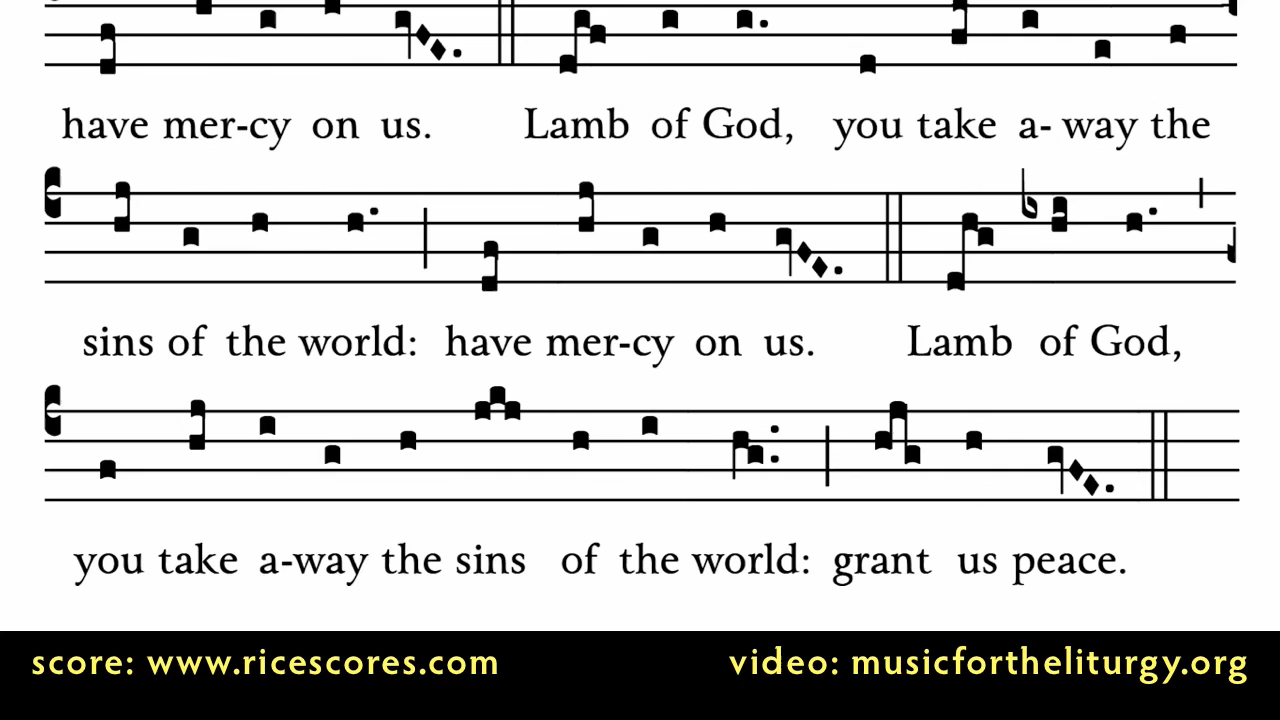 have mer-cy on us. Lamb of God, you take a- way the
sins of the world: have mer-cy on us. Lamb of God,
you take a-way the sins of the world: grant us peace.
score: www.ricescores.com video: musicfortheliturgy.org